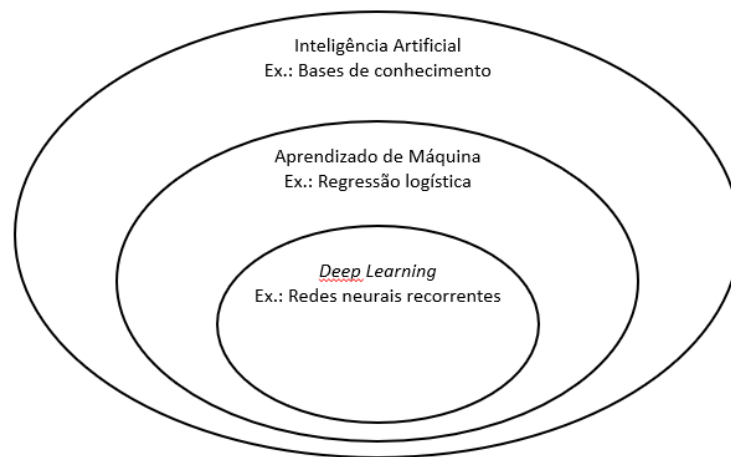 Inteligência Artificial
Ex.: Bases de conhecimento
Aprendizado de Máquina
Ex.: Regressão logística
Deep Learning
Ex.: Redes neurais recorrentes